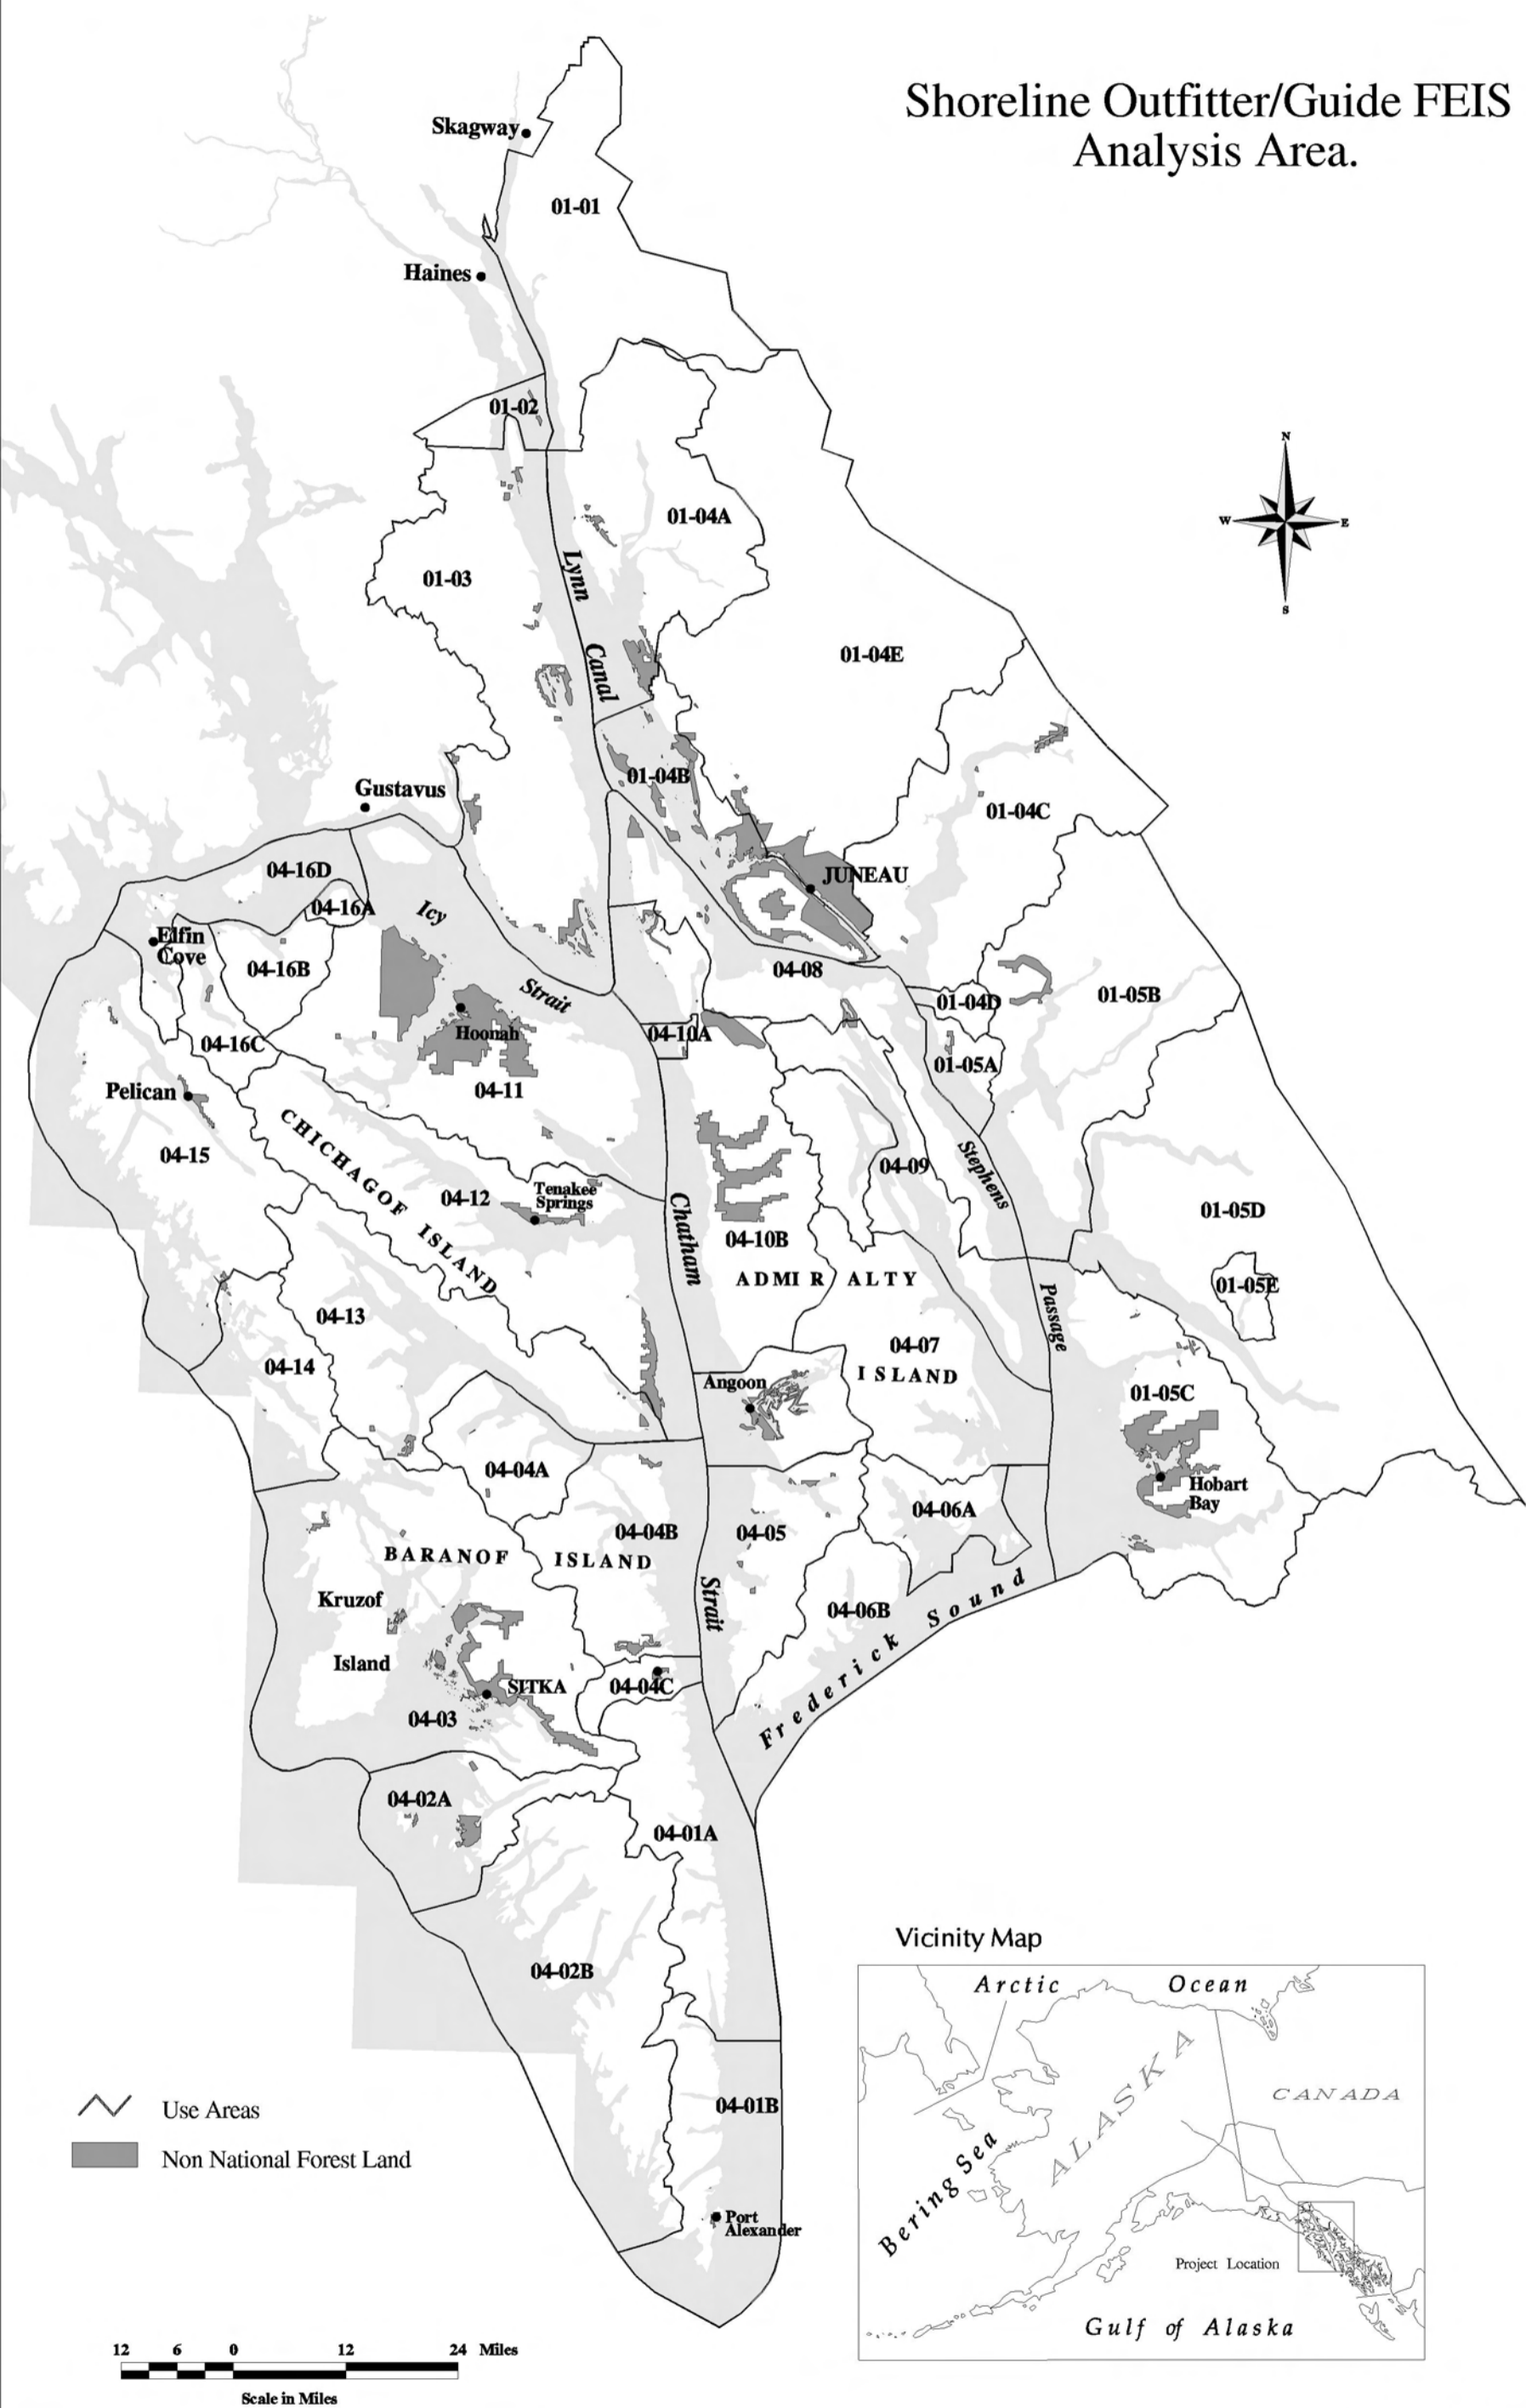 Shoreline Outfitter/Guide FEIS
Analysis Area.
Skagway
01-01
Haines
01-02
N
W
E
S
01-04A
01-03
Lynn
Canal
01-04E
01-04B
Gustavus
01-04C
04-16D
JUNEAU
04-16A
Icy
Elfin
Cove
04-16B
04-08
Strait
01-05B
01-04D
Hoonah
04-10A
04-16C
01-05A
Pelican
04-11
CHICHAGOF ISLAND
04-15
04-09
Stephens
04-12
Tenakee
Springs
Chatham
01-05D
04-10B
ADMIRALTY
01-05E
04-13
Passage
04-07
04-14
ISLAND
Angoon
01-05C
04-04A
Hobart
Bay
04-06A
04-04B
04-05
BARANOF ISLAND
Kruzof
Strait
04-06B
Frederick Sound
Island
SITKA
04-04C
04-03
04-02A
04-01A
Vicinity Map
04-02B
Arctic Ocean
ALASKA
CANADA
Use Areas
04-01B
Non National Forest Land
Bering Sea
Port
Alexander
Project Location
Gulf of Alaska
12 6 0 12 24 Miles
Scale in Miles